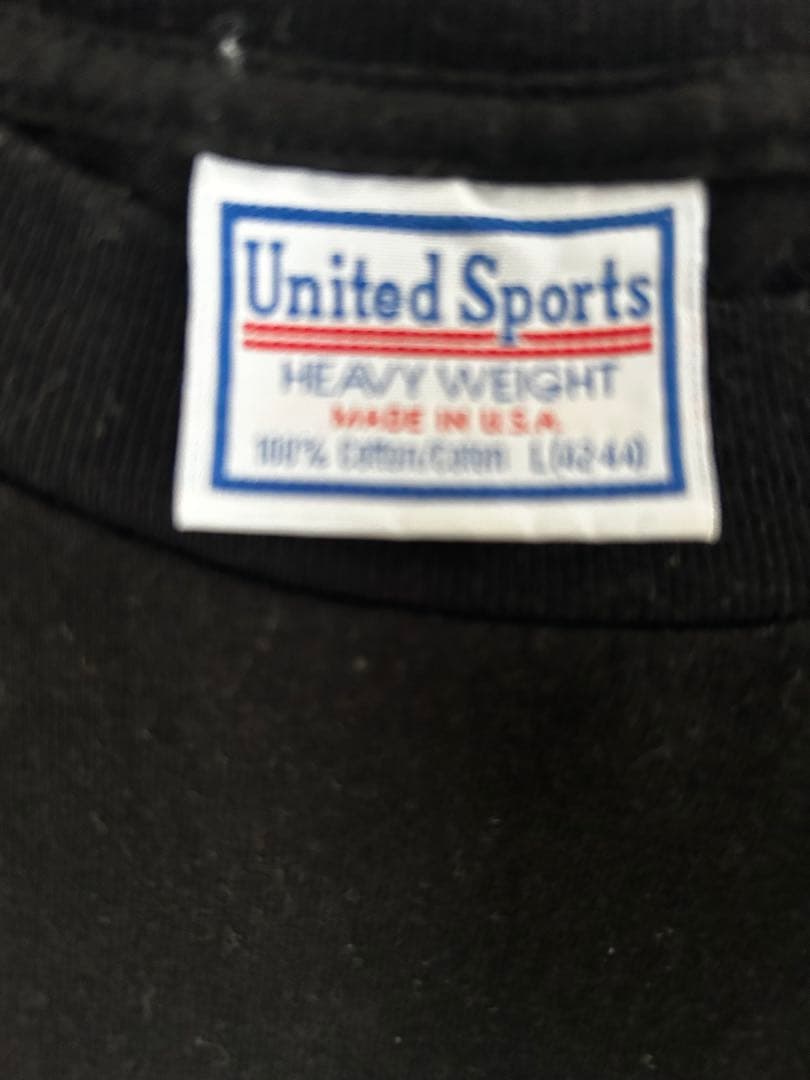 United Sports
HEAVY WEIGHT
MADE IN U.S.A.
100% Cotton/Coton L (42-44)